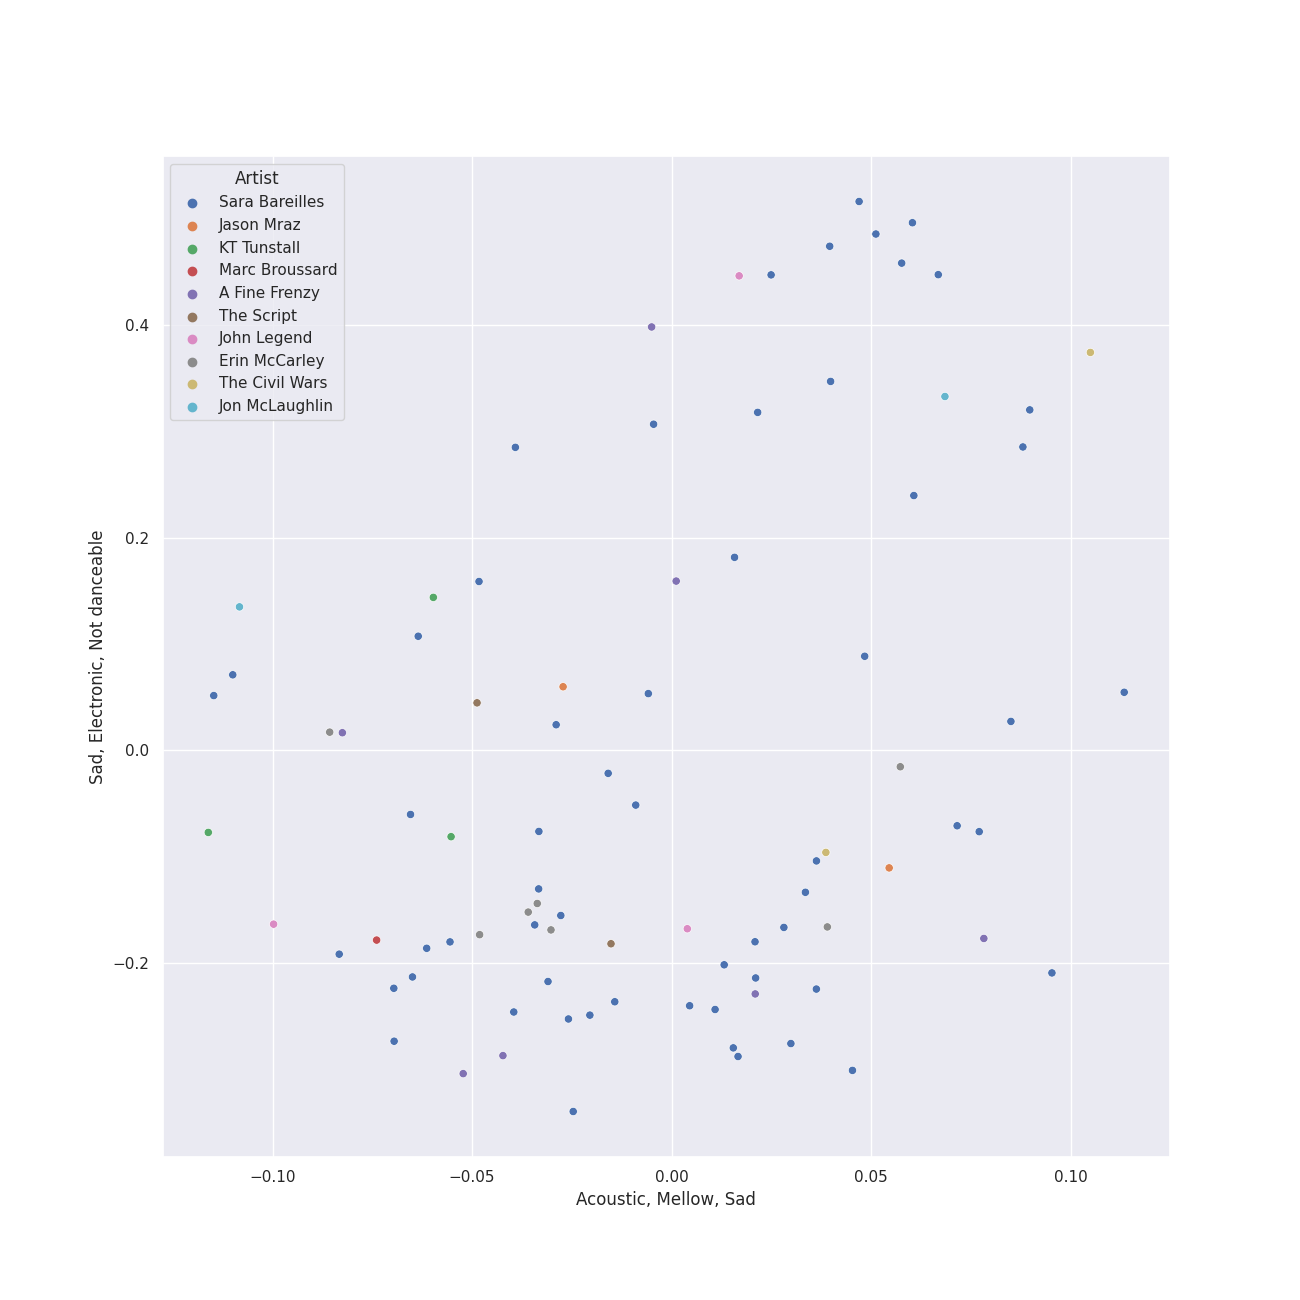 Artist
Sara Bareilles
Jason Mraz
KT Tunstall
Marc Broussard
A Fine Frenzy
The Script
John Legend
Erin McCarley
The Civil Wars
Jon McLaughlin
0.4
0.2
0.0
−0.2
Sad, Electronic, Not danceable
−0.10
−0.05
0.00
0.05
0.10
Acoustic, Mellow, Sad